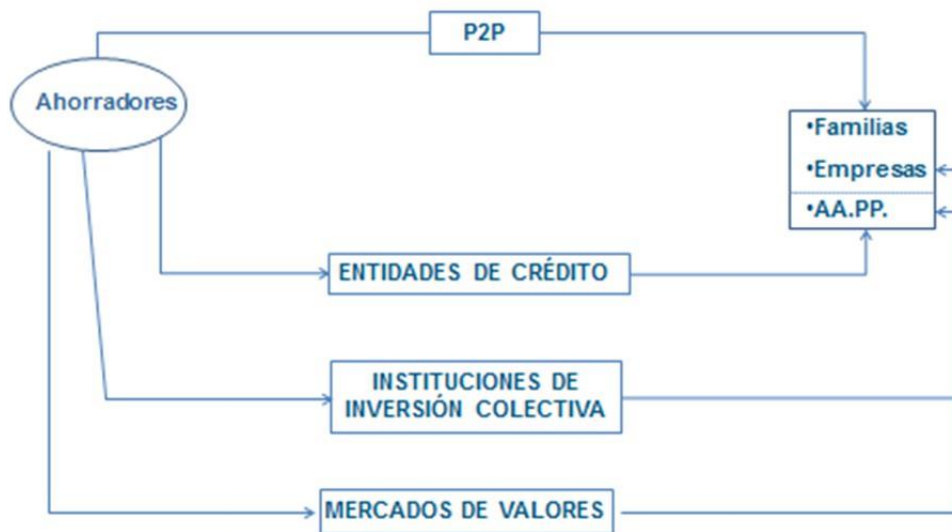 P2P
Ahorradores
•Familias
•Empresas
•AA.PP.
ENTIDADES DE CRÉDITO
INSTITUCIONES DE
INVERSIÓN COLECTIVA
MERCADOS DE VALORES